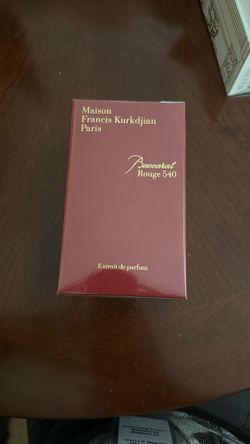 Maison
Francis Kurkdjian
Paris
Baccarat
Rouge 540
Extrait de parfum